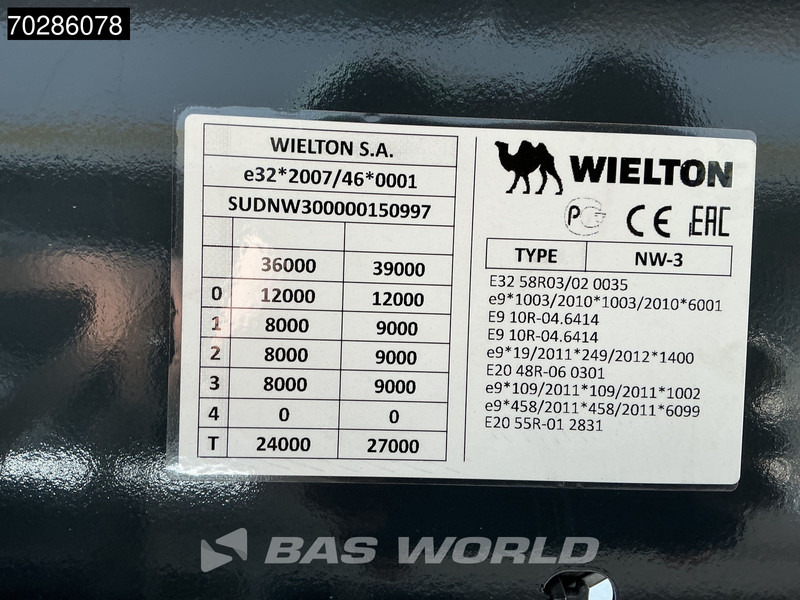 70286078
WIELTON S.A.
e32*2007/46*0001
SUDNW300000150997
36000 39000
0 12000 12000
1 8000 9000
2 8000 9000
3 8000 9000
4 0 0
T 24000 27000
WIELTON
CE EAC
TYPE NW-3
E32 58R03/02 0035
e9*1003/2010*1003/2010*6001
E9 10R-04.6414
E9 10R-04.6414
e9*19/2011*249/2012*1400
E20 48R-06 0301
e9*109/2011*109/2011*1002
e9*458/2011*458/2011*6099
E20 55R-01 2831
BAS WORLD